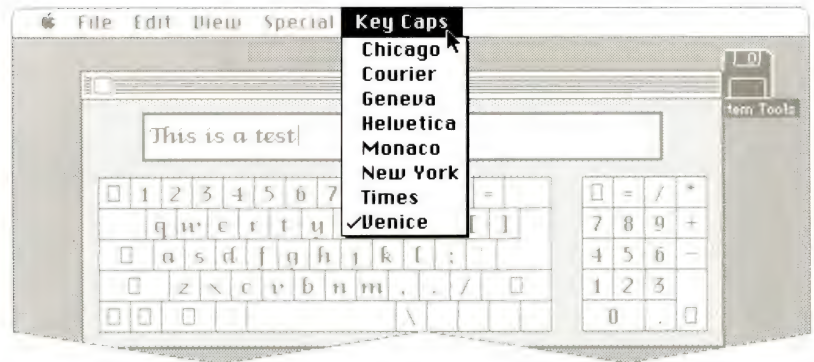 File Edit View Special Key Caps
Chicago
Courier
Geneva
Helvetica
Monaco
New York
Times
✓Venice
tem Tools
This is a test
1 2 3 4 5 6 7 =
q w e r t y [ ]
a s d f g h j k l ;
z x c v b n m , . /
\
= / *
7 8 9 +
4 5 6 -
1 2 3
0 .